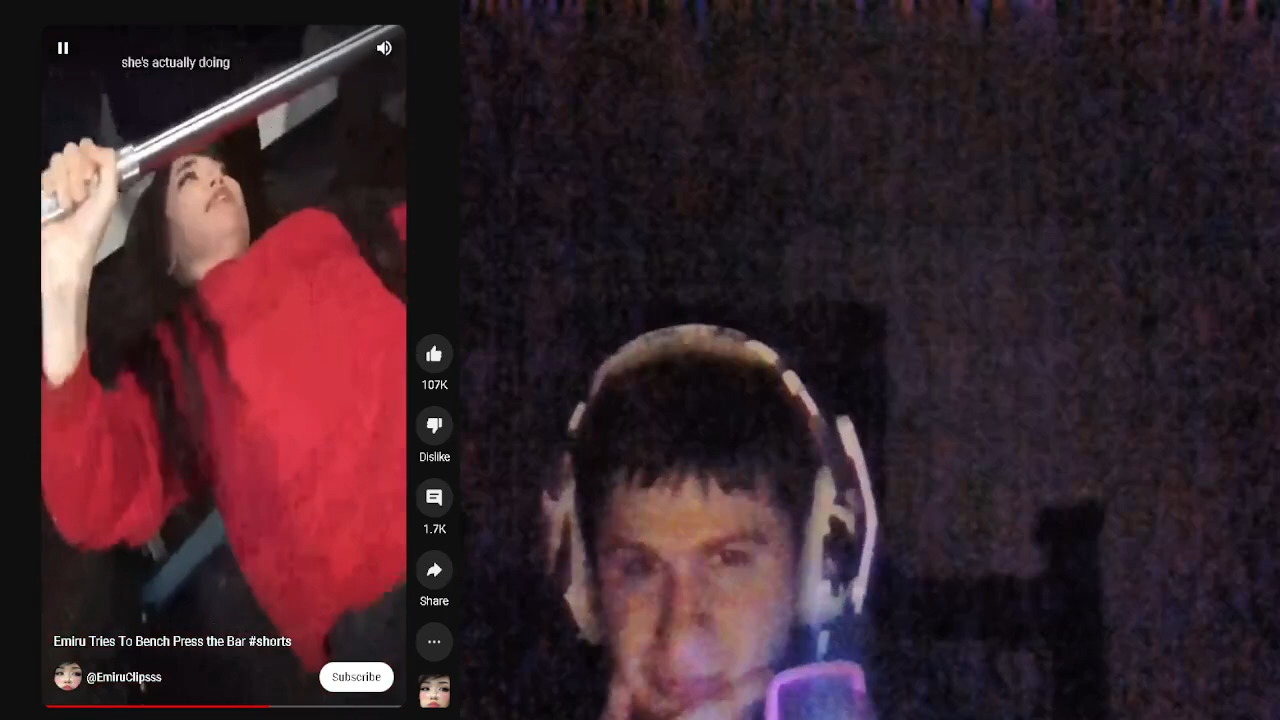 she's actually doing
107K
Dislike
1.7K
Share
Emiru Tries To Bench Press the Bar #shorts
@EmiruClipsss
Subscribe